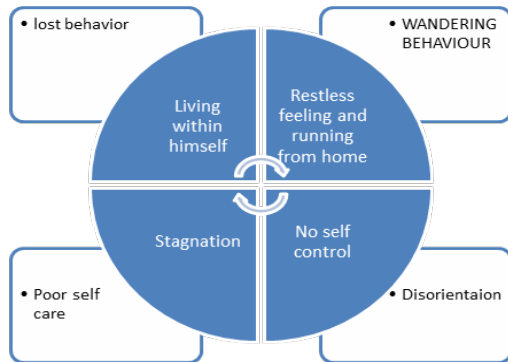 • lost behavior
• WANDERING
BEHAVIOUR
Living
within
himself
Restless
feeling and
running
from home
Stagnation
No self
control
• Poor self
care
• Disorientaion